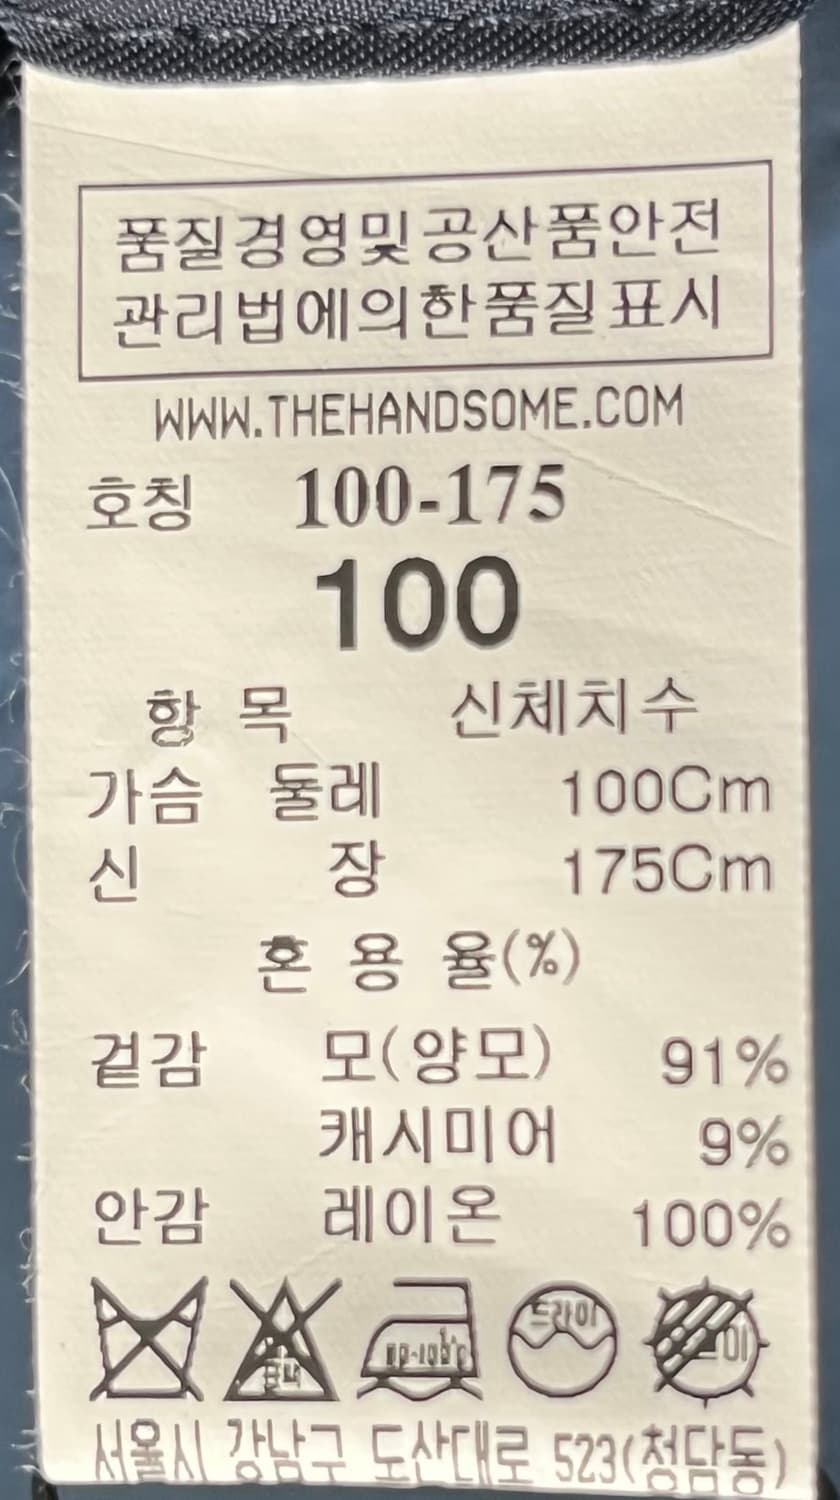 품질경영및공산품안전
관리법에의한품질표시
WWW.THEHANDSOME.COM
호칭 100-175
100
항 목 신체치수
가슴 둘레 100Cm
신 장 175Cm
혼 용 율(%)
겉감 모(양모) 91%
캐시미어 9%
안감 레이온 100%
드라이
서울시 강남구 도산대로 523(청담동)